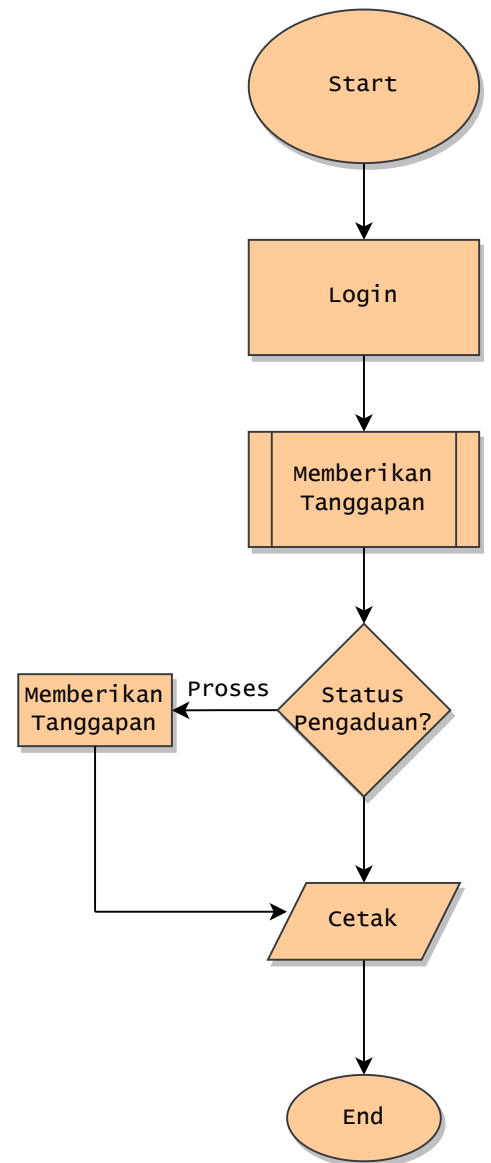 Start
Login
Memberikan
Tanggapan
Status
Pengaduan?
Proses
Memberikan
Tanggapan
Cetak
End